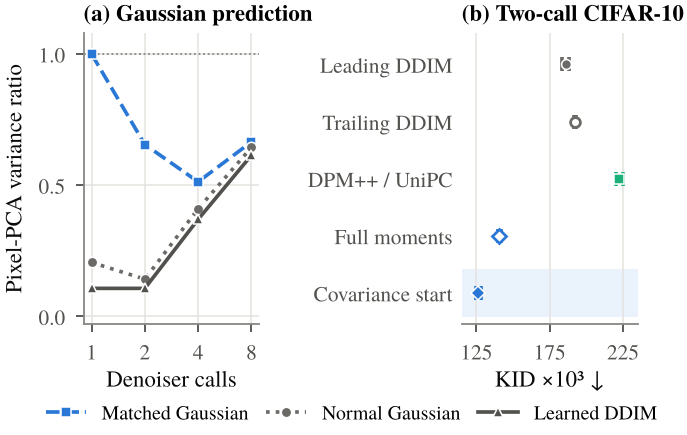 (a) Gaussian prediction
Pixel-PCA variance ratio
1.0
0.5
0.0
1 2 4 8
Denoiser calls
(b) Two-call CIFAR-10
Leading DDIM
Trailing DDIM
DPM++ / UniPC
Full moments
Covariance start
125 175 225
KID ×10³ ↓
Matched Gaussian Normal Gaussian Learned DDIM